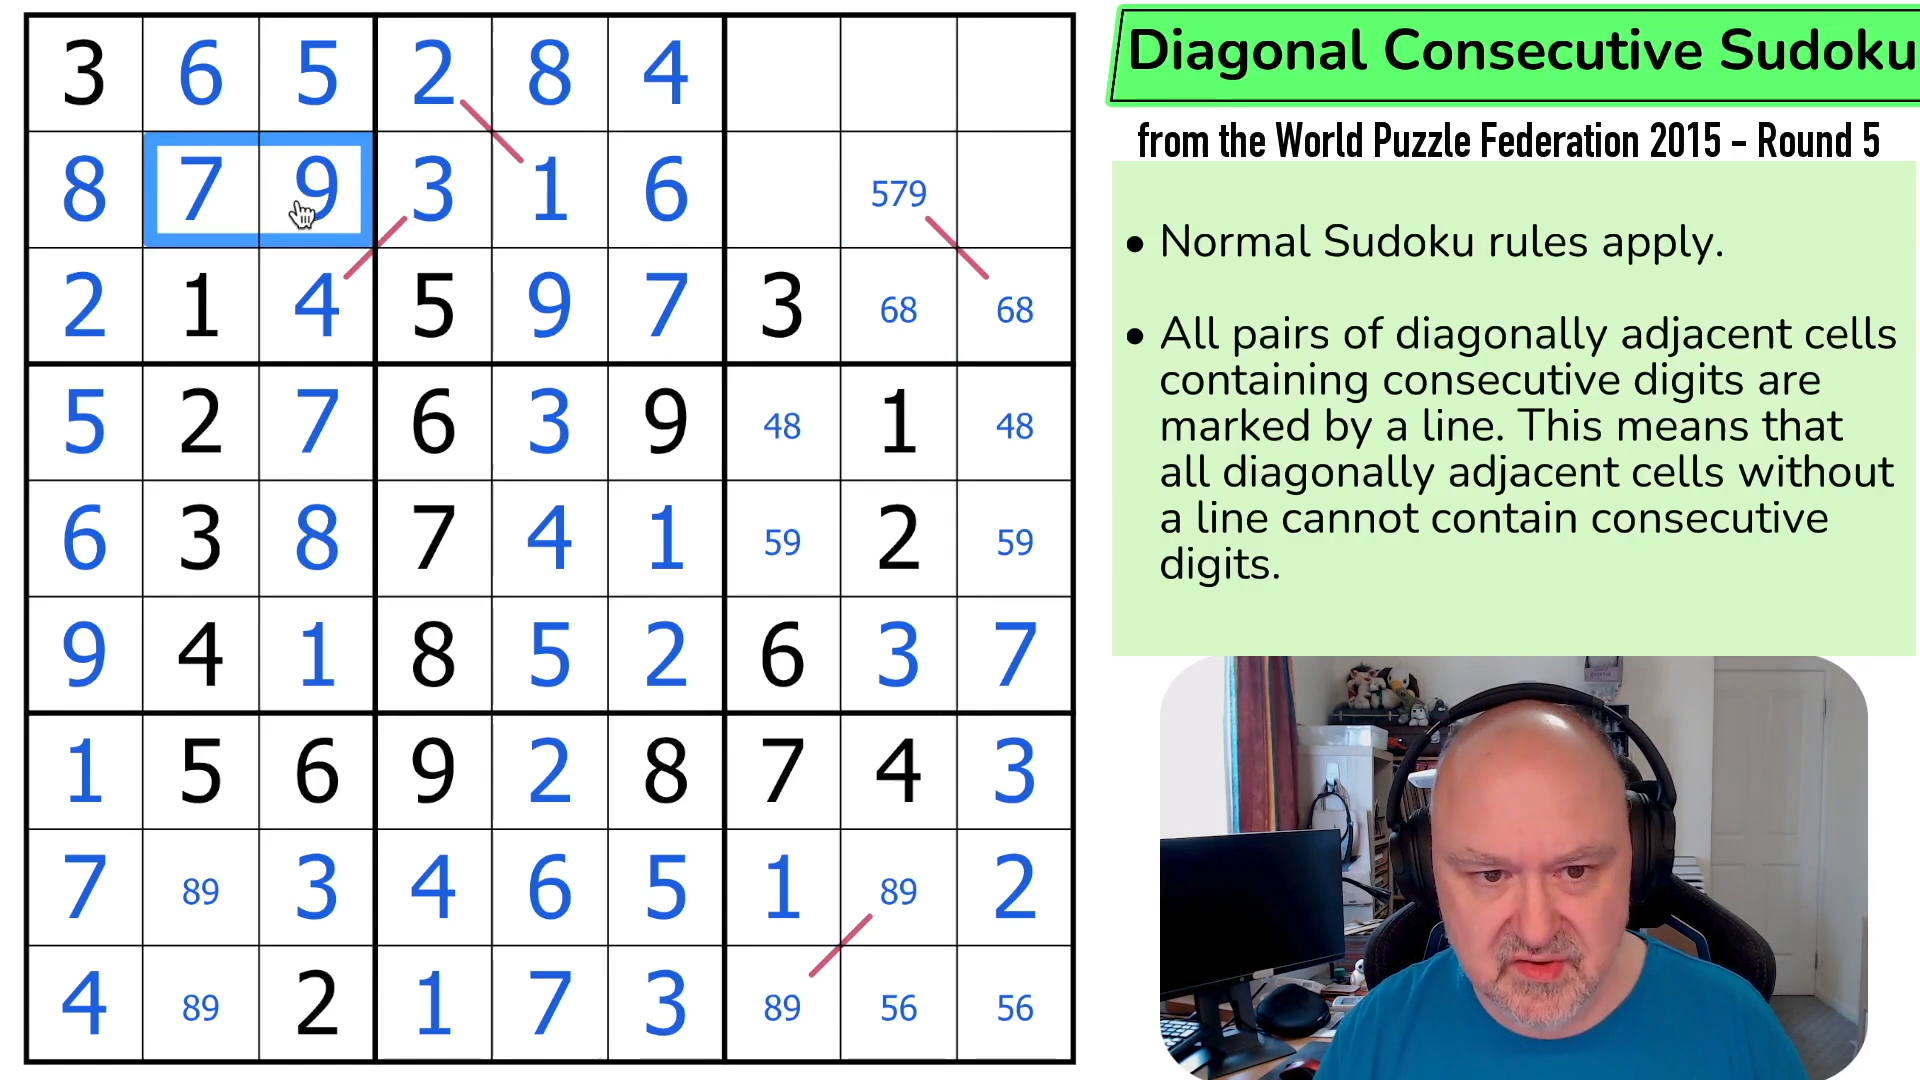 3 6 5 2 8 4
8 7 9 3 1 6 579
2 1 4 5 9 7 3 68 68
5 2 7 6 3 9 48 1 48
6 3 8 7 4 1 59 2 59
9 4 1 8 5 2 6 3 7
1 5 6 9 2 8 7 4 3
7 89 3 4 6 5 1 89 2
4 89 2 1 7 3 89 56 56
Diagonal Consecutive Sudoku
from the World Puzzle Federation 2015 - Round 5
• Normal Sudoku rules apply.
• All pairs of diagonally adjacent cells
containing consecutive digits are
marked by a line. This means that
all diagonally adjacent cells without
a line cannot contain consecutive
digits.